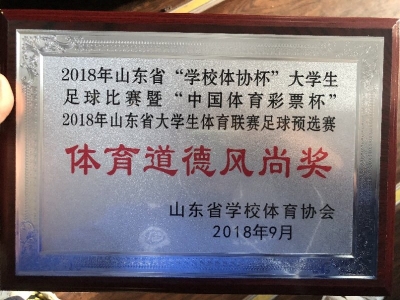 2018年山东省“学校体协杯”大学生
足球比赛暨“中国体育彩票杯”
2018年山东省大学生体育联赛足球预选赛
体育道德风尚奖
山东省学校体育协会
2018年9月